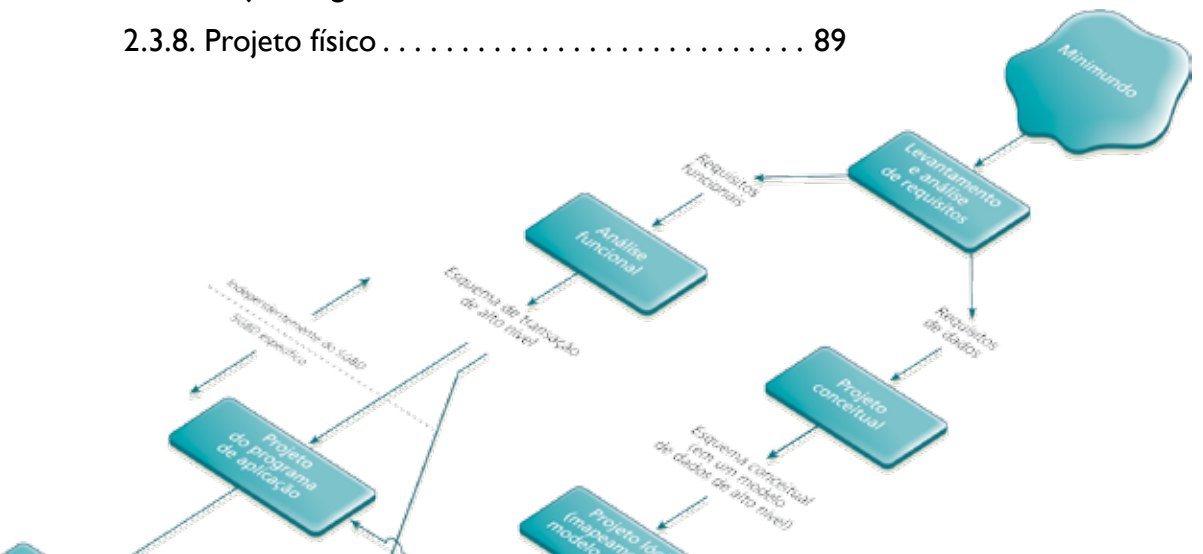 2.3.8. Projeto físico . . . . . . . . . . . . . . . . . . . . . . . . . . . 89
Minimundo
Levantamento
e análise
de requisitos
Requisitos
funcionais
Análise
funcional
Esquema de transação
de alto nível
Independentemente do SGBD
SGBD específico
Requisitos
de dados
Projeto
conceitual
Projeto
do programa
de aplicação
Esquema conceitual
(em um modelo
de dados de alto nível)
Projeto